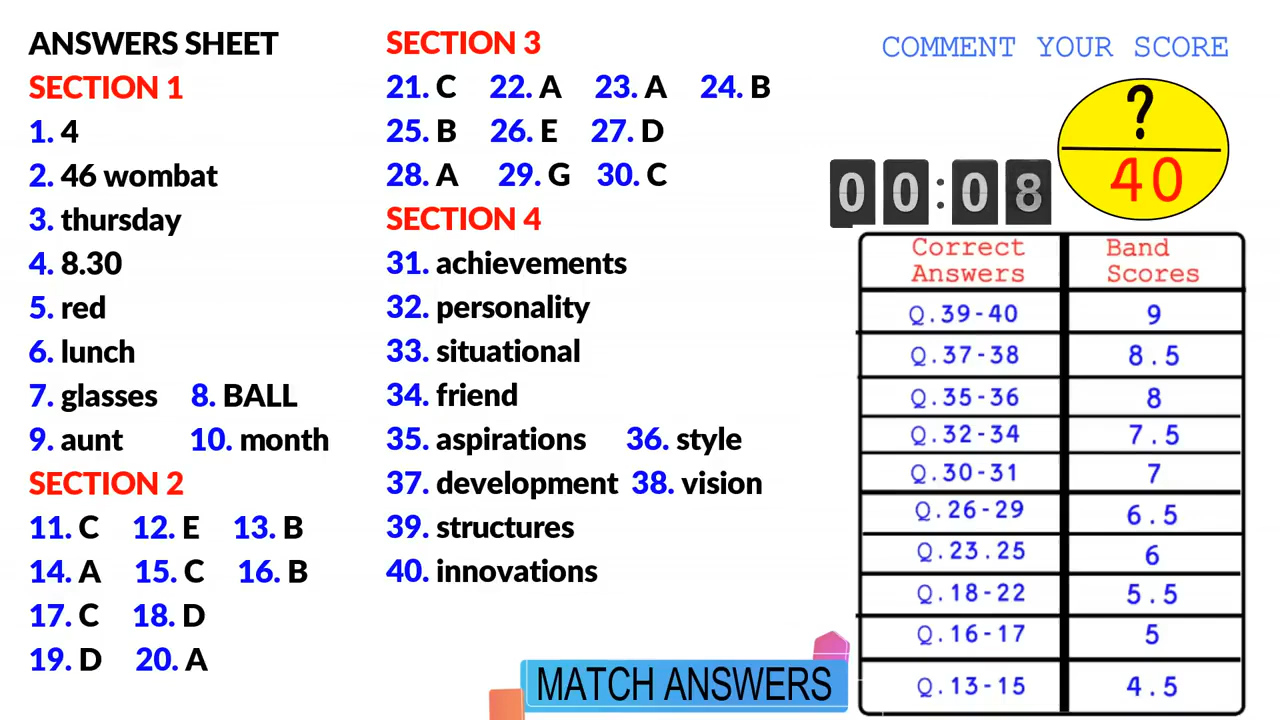 ANSWERS SHEET
SECTION 1
1. 4
2. 46 wombat
3. thursday
4. 8.30
5. red
6. lunch
7. glasses 8. BALL
9. aunt 10. month
SECTION 2
11. C 12. E 13. B
14. A 15. C 16. B
17. C 18. D
19. D 20. A
SECTION 3
21. C 22. A 23. A 24. B
25. B 26. E 27. D
28. A 29. G 30. C
SECTION 4
31. achievements
32. personality
33. situational
34. friend
35. aspirations 36. style
37. development 38. vision
39. structures
40. innovations
COMMENT YOUR SCORE
?
40
00:08
Correct Answers Band Scores
Q.39-40 9
Q.37-38 8.5
Q.35-36 8
Q.32-34 7.5
Q.30-31 7
Q.26-29 6.5
Q.23.25 6
Q.18-22 5.5
Q.16-17 5
Q.13-15 4.5
MATCH ANSWERS